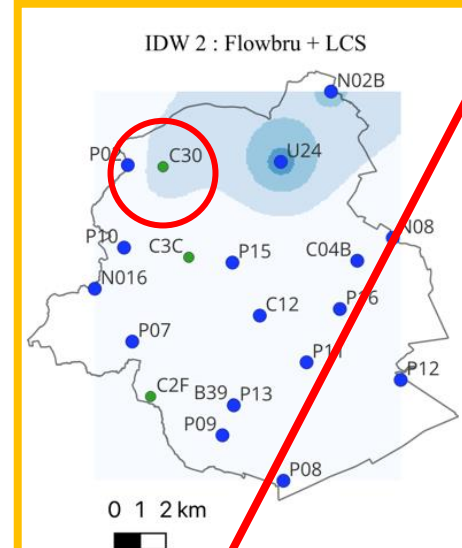 IDW 2 : Flowbru + LCS
N02B
U24
P02
C30
N08
P10
C3C
P15
C04B
N016
C12
P16
P07
P11
P12
C2F
B39
P13
P09
P08
0 1 2 km